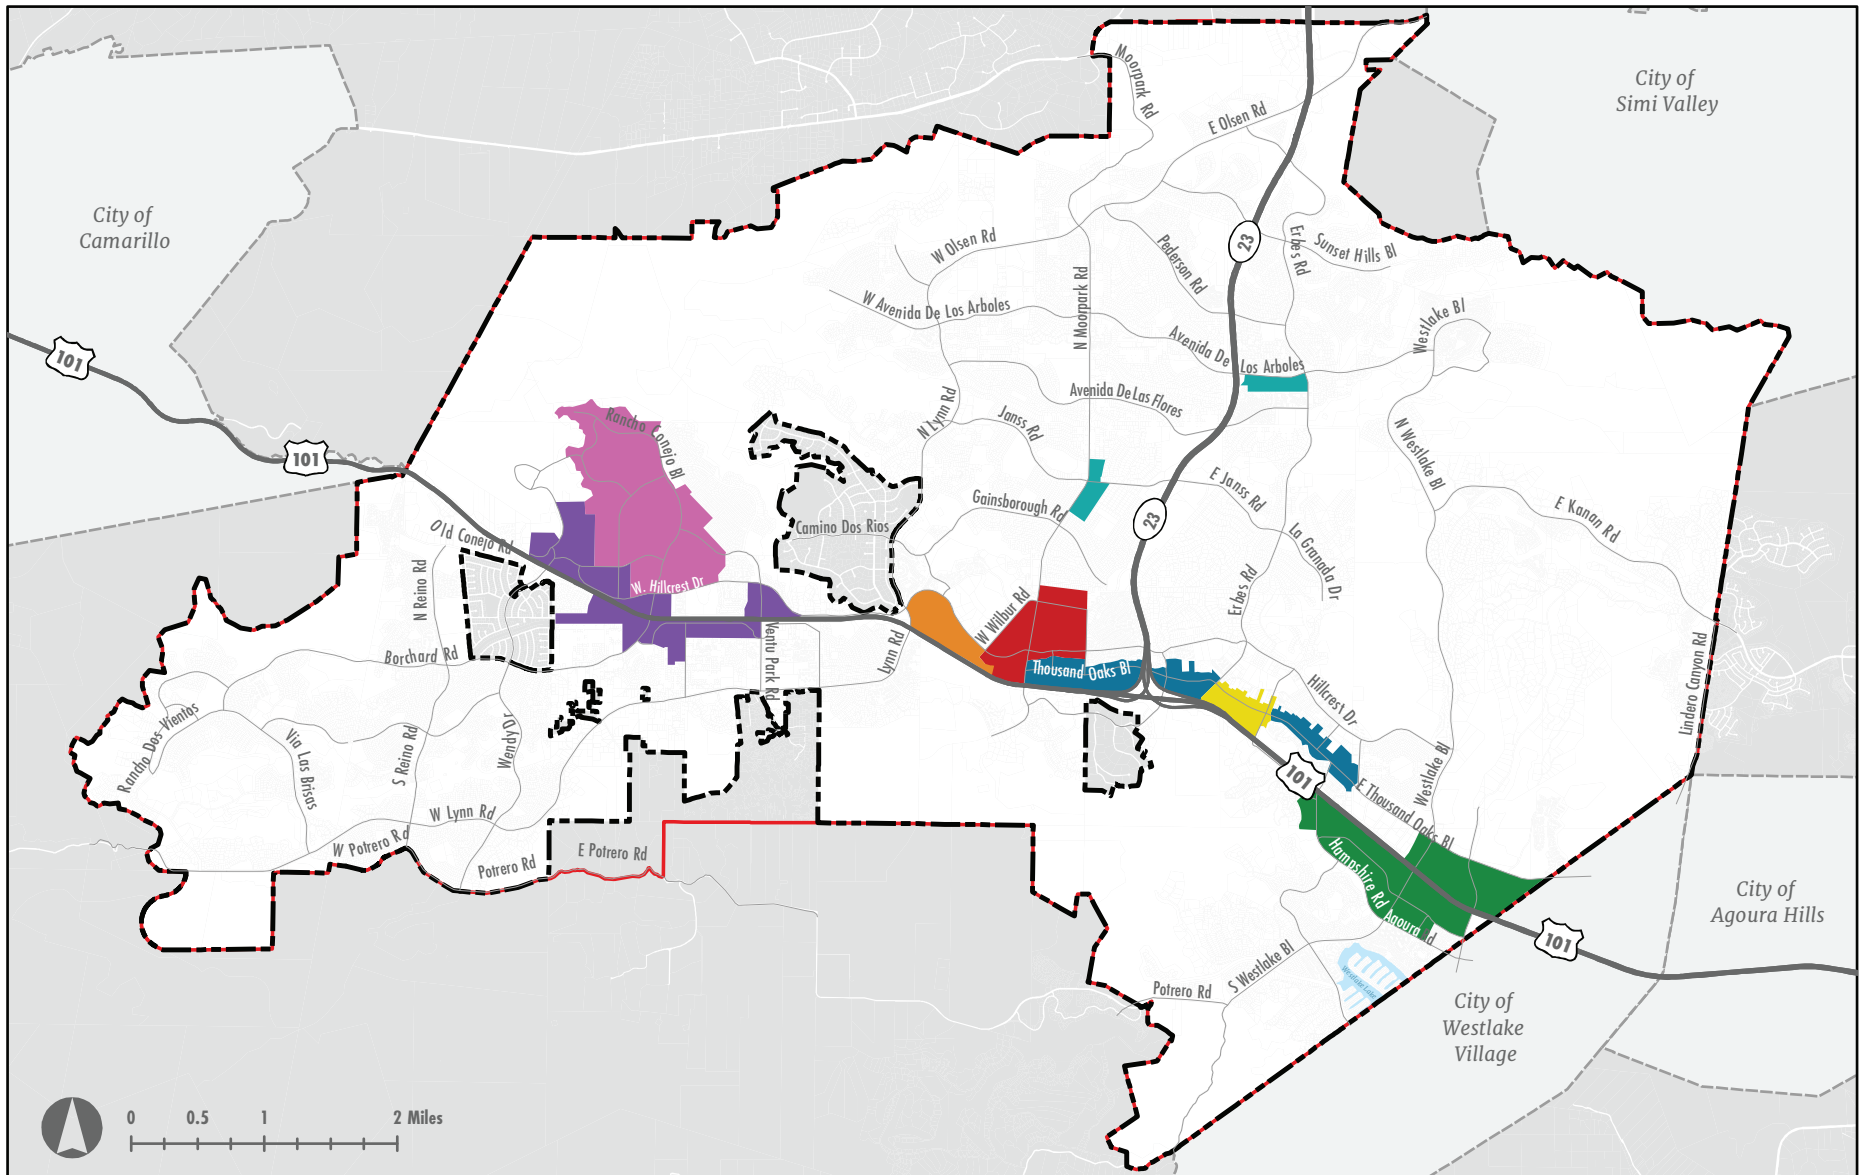 Moorpark Rd
City of
Simi Valley
E Olsen Rd
City of
Camarillo
W Olsen Rd
Pederson Rd
23
Erbes Rd
Sunset Hills Bl
N Moorpark Rd
W Avenida De Los Arboles
Westlake Bl
101
Avenida De
Los Arboles
Avenida De Las Flores
N Lynn Rd
Janss Rd
Rancho Conejo Bl
N Westlake Bl
101
E Janss Rd
Gainsborough Rd
23
E Kanan Rd
Old Conejo Rd
Camino Dos Rios
La Granada Dr
N Reino Rd
W. Hillcrest Dr
W Wilbur Rd
Erbes Rd
Ventu Park Rd
Lynn Rd
Borchard Rd
Thousand Oaks Bl
Lindero Canyon Rd
Hillcrest Dr
Rancho Dos Vientos
Via Las Brisas
S Reino Rd
Wendy Dr
101
Westlake Bl
E Thousand Oaks Bl
W Lynn Rd
W Potrero Rd
Potrero Rd
E Potrero Rd
Hampshire Rd
Agoura Rd
City of
Agoura Hills
101
S Westlake Bl
Westlake Lake
Potrero Rd
City of
Westlake
Village
0 0.5 1 2 Miles